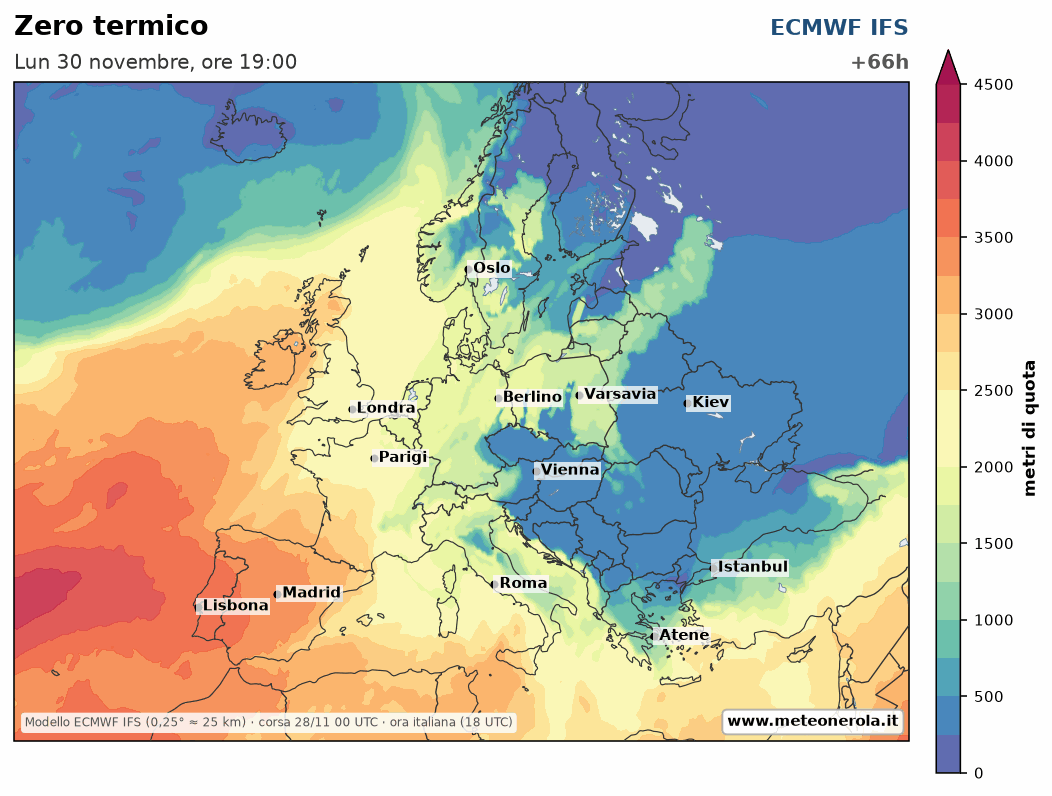 Zero termico
ECMWF IFS
Lun 30 novembre, ore 19:00
+66h
4500
4000
3500
3000
2500
2000
1500
1000
500
0
metri di quota
Oslo
Berlino
Varsavia
Kiev
Londra
Parigi
Vienna
Istanbul
Roma
Madrid
Lisbona
Atene
Modello ECMWF IFS (0,25° ≈ 25 km) · corsa 28/11 00 UTC · ora italiana (18 UTC)
www.meteonerola.it